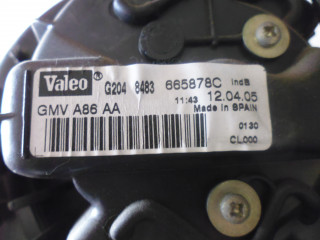 Valeo® G204 8483 665878C indB
11:43 12.04.05
GMV A86 AA Made in SPAIN
0130
CL000